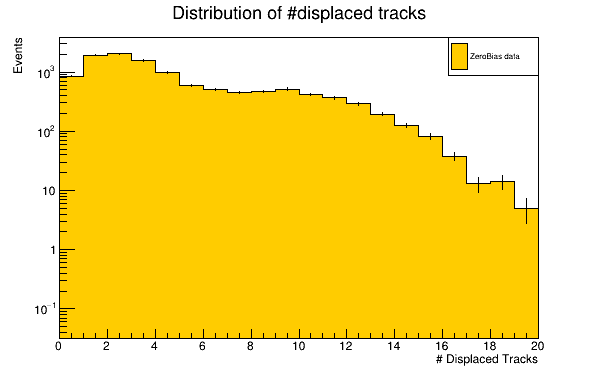 Distribution of #displaced tracks
Events
ZeroBias data
10³
10²
10
1
10⁻¹
0 2 4 6 8 10 12 14 16 18 20
# Displaced Tracks